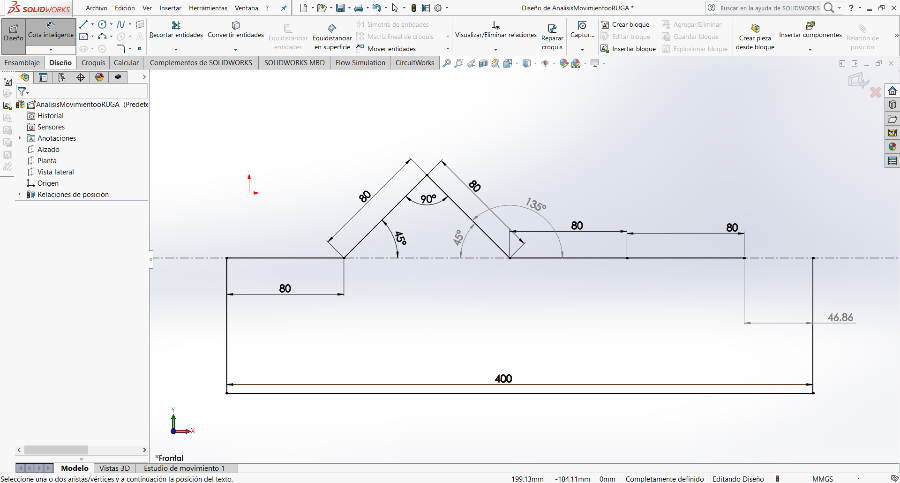 SOLIDWORKS Archivo Edición Ver Insertar Herramientas Ventana ? Diseño de AnalisisMovimientooRUGA * Buscar en la ayuda de SOLIDWORKS ?
Diseño Cota inteligente Recortar entidades Convertir entidades Equidistanciar entidades Equidistanciar en superficie
Simetría de entidades
Matriz lineal de croquis
Mover entidades
Visualizar/Eliminar relaciones Reparar croquis Captur...
Crear bloque
Editar bloque
Insertar bloque
Agregar/Eliminar
Guardar bloque
Explosionar bloque
Crear pieza desde bloque Insertar componentes Relación de posición
Ensamblaje Diseño Croquis Calcular Complementos de SOLIDWORKS SOLIDWORKS MBD Flow Simulation CircuitWorks
AnalisisMovimientooRUGA (Predete
Historial
Sensores
Anotaciones
Alzado
Planta
Vista lateral
Origen
Relaciones de posición
80
80
90°
135°
45°
45°
80
80
80
46.86
400
Y
X
*Frontal
Modelo Vistas 3D Estudio de movimiento 1
Seleccione una o dos aristas/vértices y a continuación la posición del texto. 199.13mm -184.11mm 0mm Completamente definido Editando Diseño MMGS